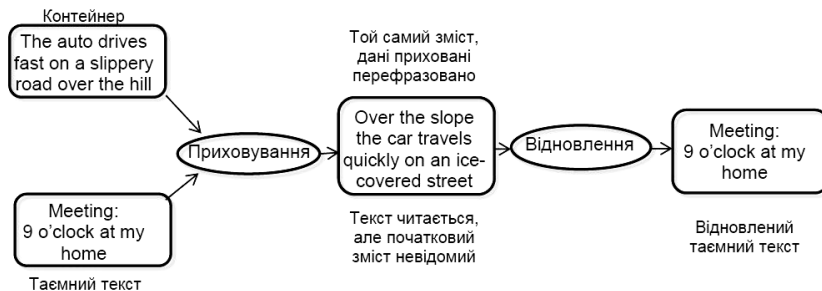 Контейнер
The auto drives
fast on a slippery
road over the hill
Той самий зміст,
дані приховані
перефразовано
Приховування
Over the slope
the car travels
quickly on an ice-
covered street
Відновлення
Meeting:
9 o'clock at my
home
Meeting:
9 o'clock at my
home
Таємний текст
Текст читається,
але початковий
зміст невідомий
Відновлений
таємний текст